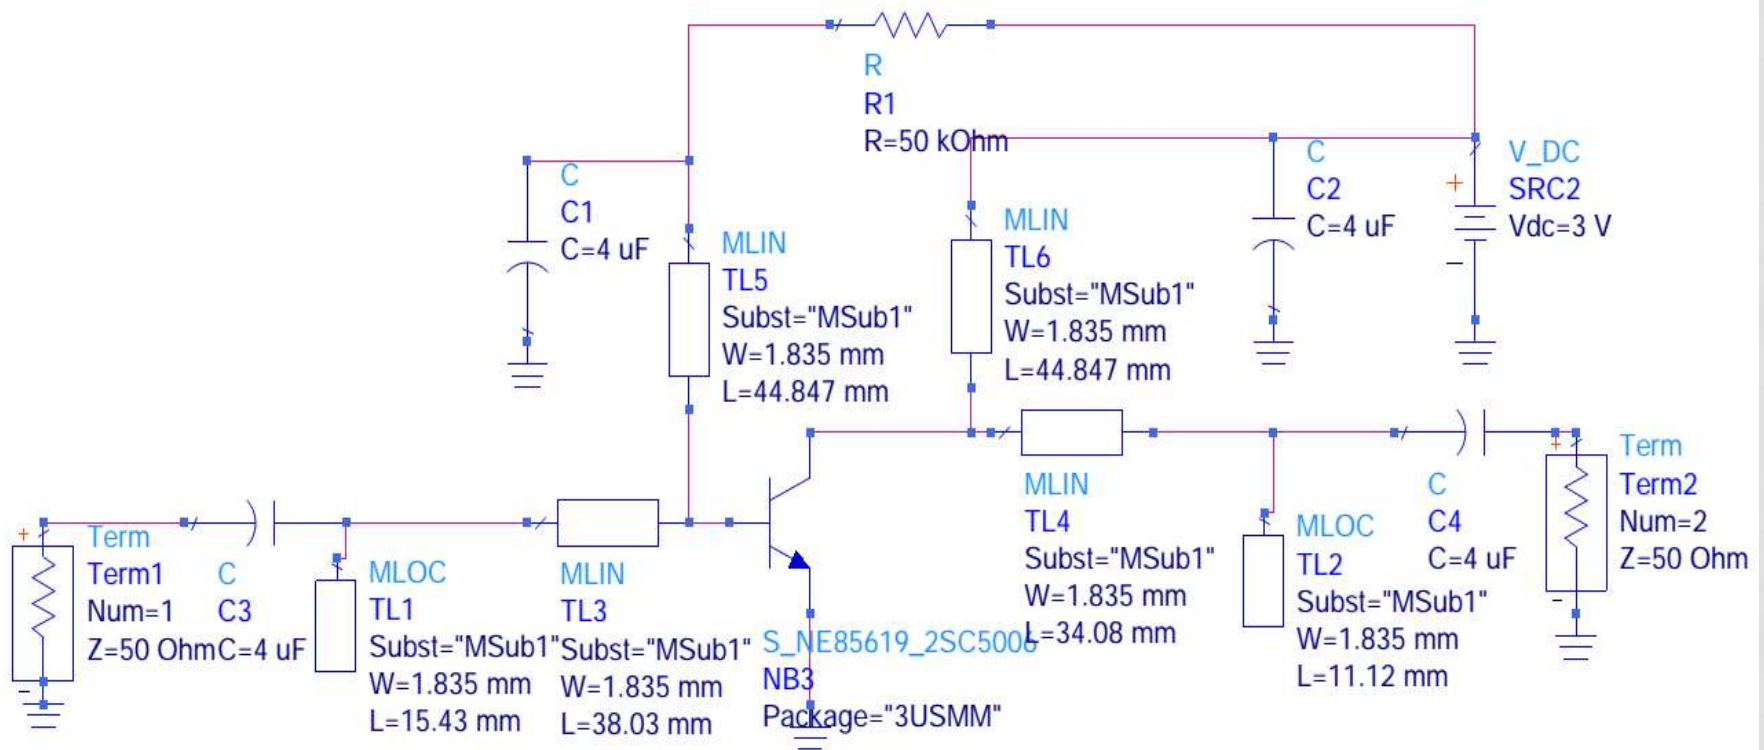 R
R1
R=50 kOhm
C
C1
C=4 uF
MLIN
TL5
Subst="MSub1"
W=1.835 mm
L=44.847 mm
MLIN
TL6
Subst="MSub1"
W=1.835 mm
L=44.847 mm
C
C2
C=4 uF
+
V_DC
SRC2
Vdc=3 V
−
+
Term
Term1
Num=1
Z=50 Ohm
-
C
C3
C=4 uF
MLOC
TL1
Subst="MSub1"
W=1.835 mm
L=15.43 mm
MLIN
TL3
Subst="MSub1"
W=1.835 mm
L=38.03 mm
S_NE85619_2SC5006
NB3
Package="3USMM"
MLIN
TL4
Subst="MSub1"
W=1.835 mm
L=34.08 mm
MLOC
TL2
Subst="MSub1"
W=1.835 mm
L=11.12 mm
C
C4
C=4 uF
+
Term
Term2
Num=2
Z=50 Ohm
-